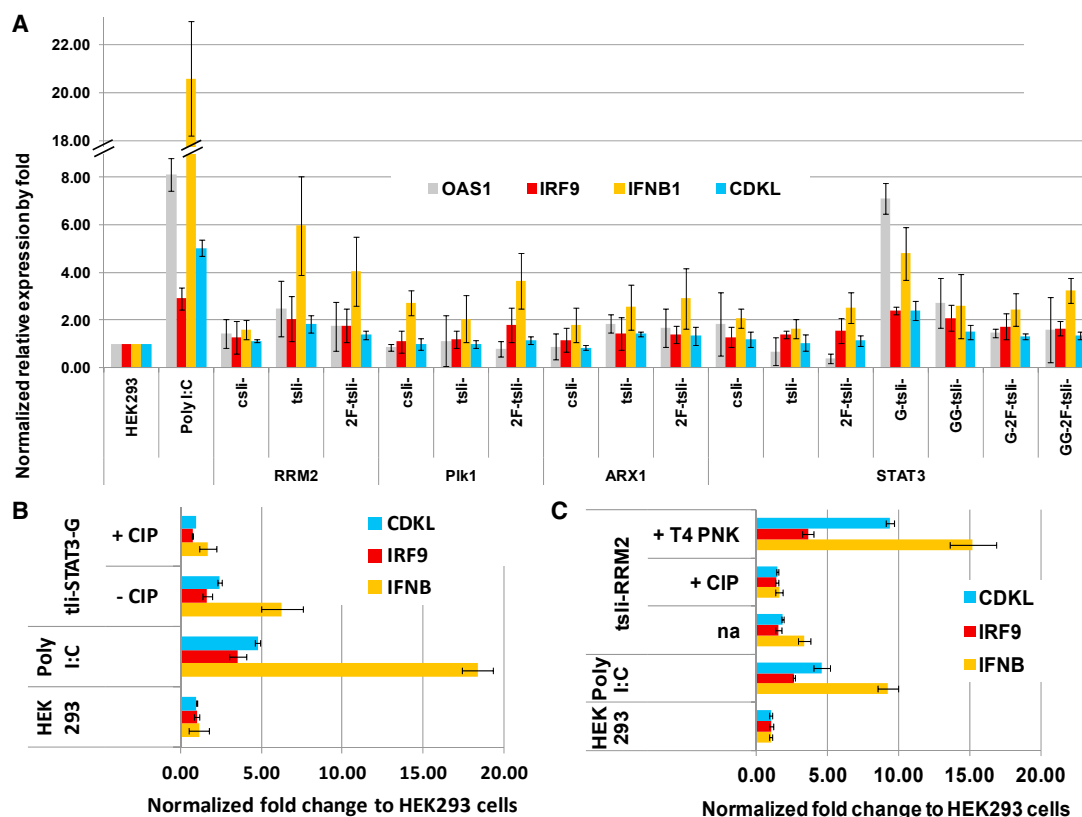 A
Normalized relative expression by fold
22.00
20.00
18.00
8.00
6.00
4.00
2.00
0.00
OAS1 IRF9 IFNB1 CDKL
HEK293
Poly I:C
csli-
tsli-
2F-tsli-
csli-
tsli-
2F-tsli-
csli-
tsli-
2F-tsli-
csli-
tsli-
2F-tsli-
G-tsli-
GG-tsli-
G-2F-tsli-
GG-2F-tsli-
RRM2 Plk1 ARX1 STAT3
B
tli-STAT3-G
+ CIP
- CIP
Poly
I:C
HEK
293
CDKL
IRF9
IFNB
0.00 5.00 10.00 15.00 20.00
Normalized fold change to HEK293 cells
C
tsli-RRM2
+ T4 PNK
+ CIP
na
Poly
I:C
HEK
293
CDKL
IRF9
IFNB
0.00 5.00 10.00 15.00 20.00
Normalized fold change to HEK293 cells